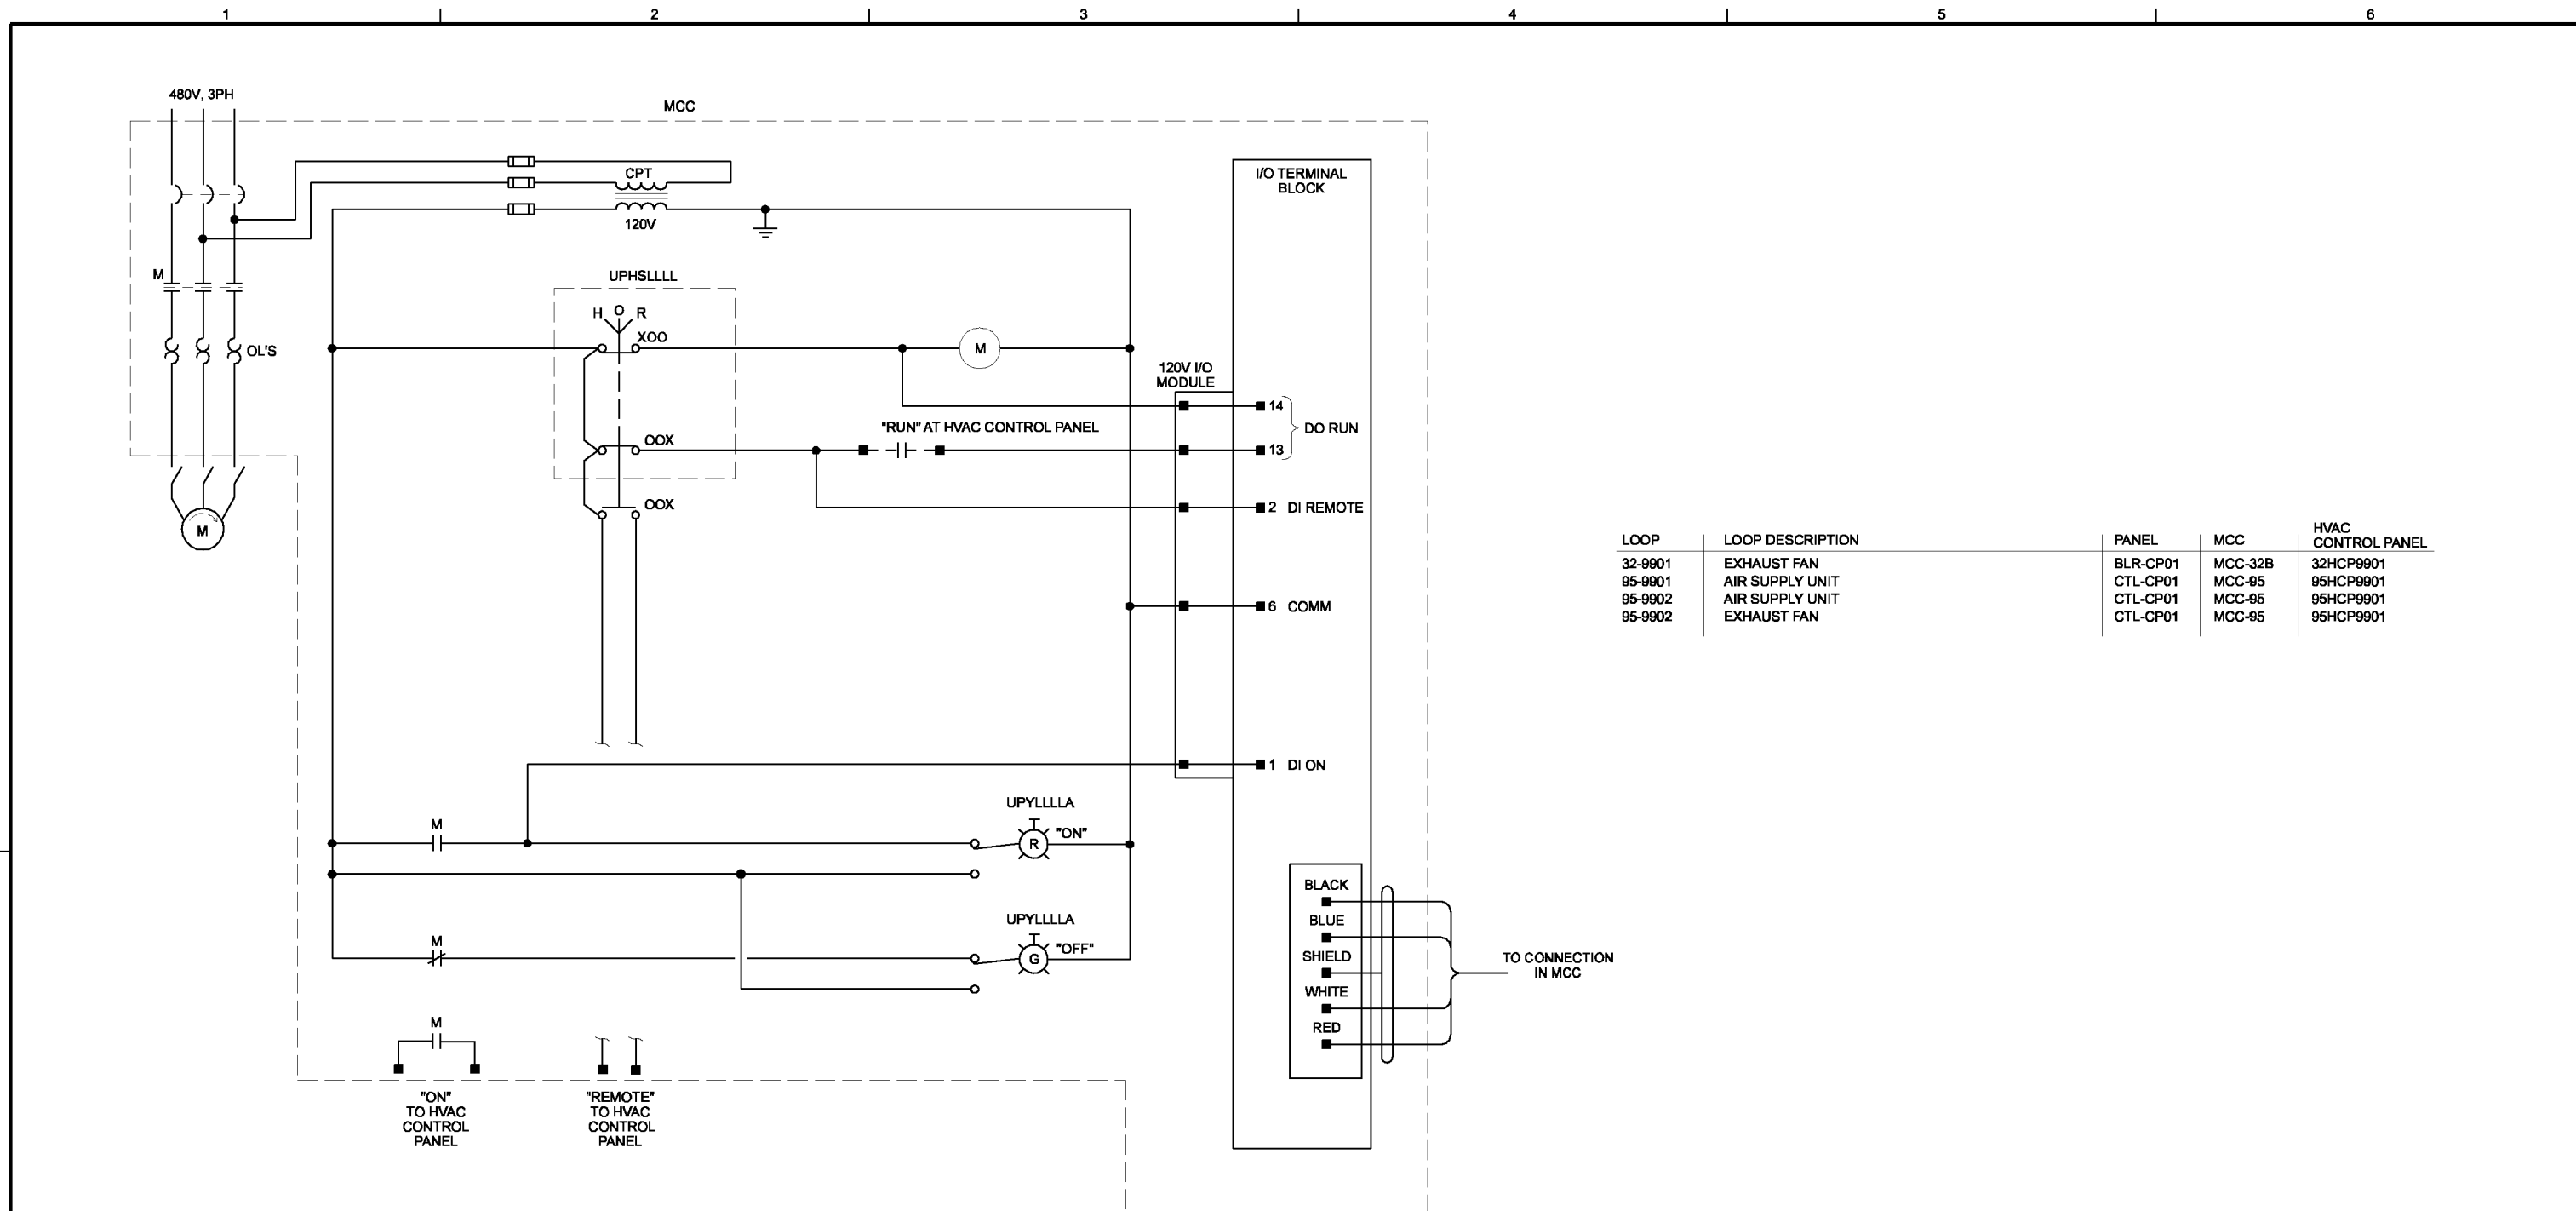 1 2 3 4 5 6
480V, 3PH
MCC
CPT
120V
I/O TERMINAL
BLOCK
M
UPHSLLLL
H O R
XOO
OL'S
M
120V I/O
MODULE
14
"RUN" AT HVAC CONTROL PANEL
DO RUN
OOX
13
OOX
2 DI REMOTE
M
6 COMM
1 DI ON
UPYLLLLA
M
R
"ON"
UPYLLLLA
M
G
"OFF"
BLACK
BLUE
SHIELD
WHITE
RED
TO CONNECTION
IN MCC
M
"ON"
TO HVAC
CONTROL
PANEL
"REMOTE"
TO HVAC
CONTROL
PANEL
LOOP LOOP DESCRIPTION PANEL MCC HVAC
CONTROL PANEL
32-9901 EXHAUST FAN BLR-CP01 MCC-32B 32HCP9901
95-9901 AIR SUPPLY UNIT CTL-CP01 MCC-95 95HCP9901
95-9902 AIR SUPPLY UNIT CTL-CP01 MCC-95 95HCP9901
95-9902 EXHAUST FAN CTL-CP01 MCC-95 95HCP9901